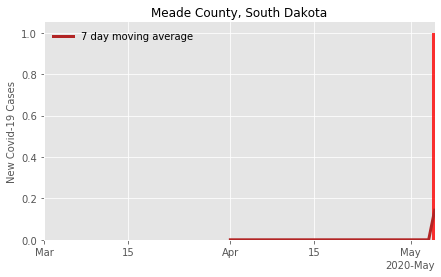 Meade County, South Dakota
7 day moving average
New Covid-19 Cases
1.0
0.8
0.6
0.4
0.2
0.0
Mar
15
Apr
15
May
2020-May